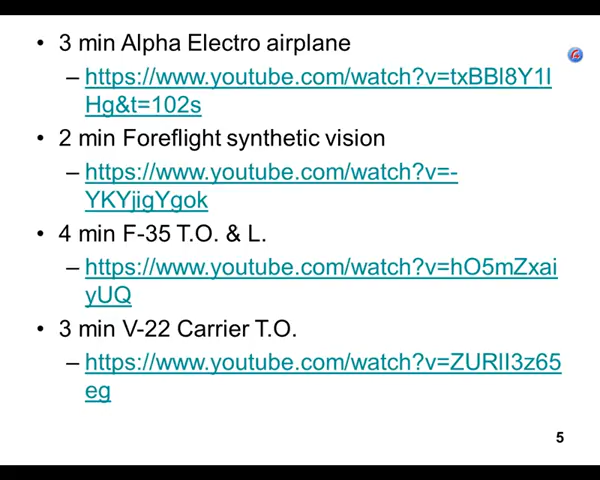 • 3 min Alpha Electro airplane
– https://www.youtube.com/watch?v=txBBl8Y1I
Hg&t=102s
• 2 min Foreflight synthetic vision
– https://www.youtube.com/watch?v=-
YKYjigYgok
• 4 min F-35 T.O. & L.
– https://www.youtube.com/watch?v=hO5mZxai
yUQ
• 3 min V-22 Carrier T.O.
– https://www.youtube.com/watch?v=ZURII3z65
eg
5